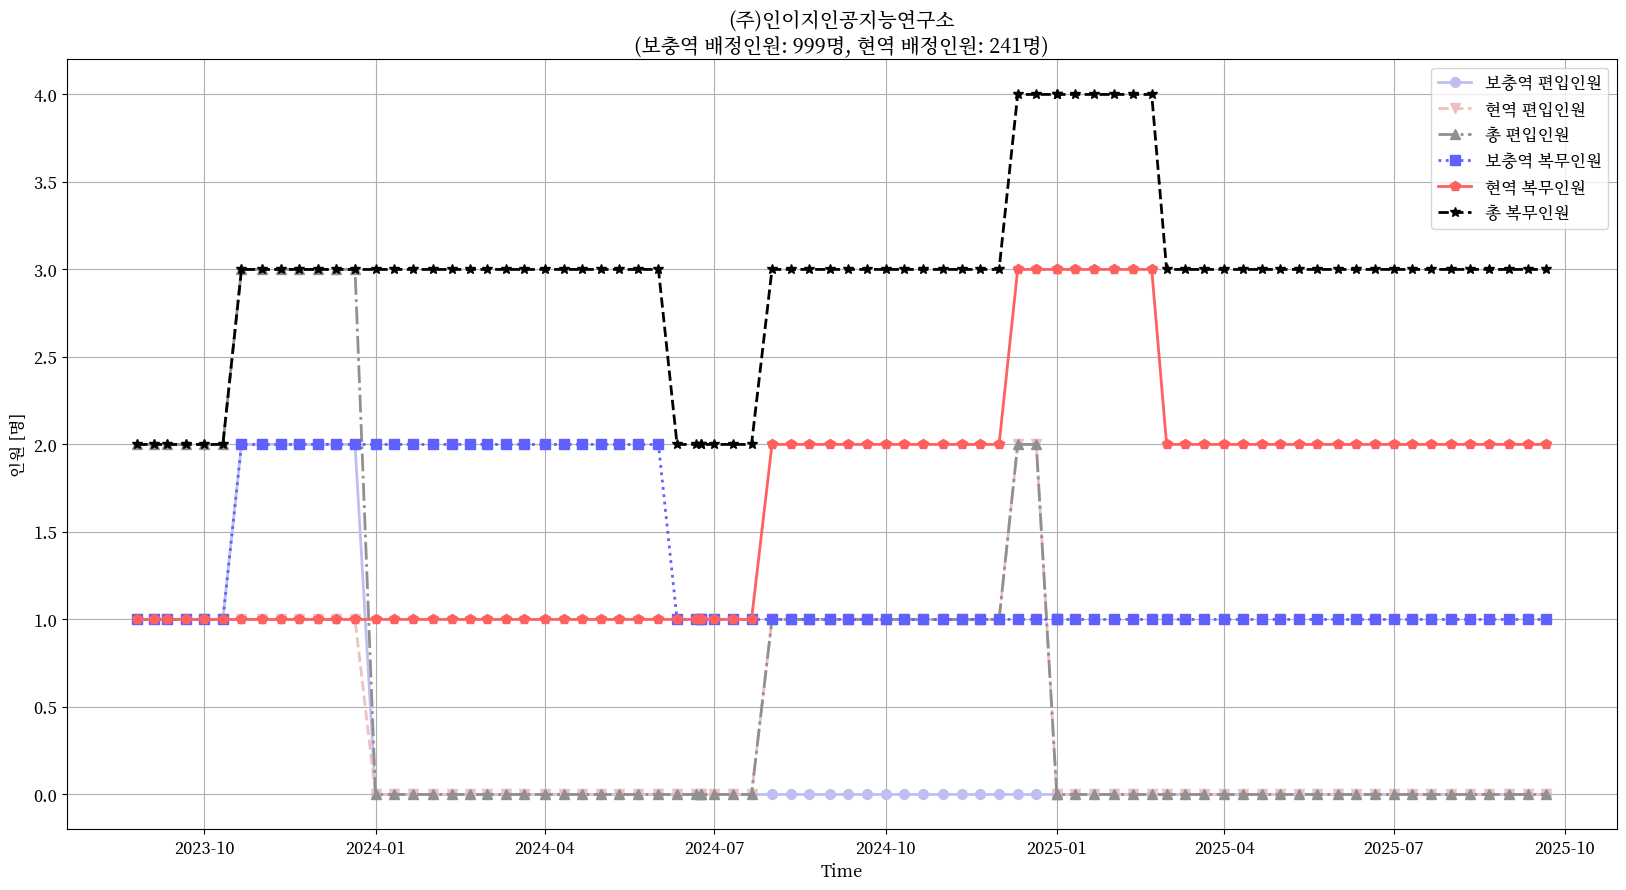 (주)인이지인공지능연구소
(보충역 배정인원: 999명, 현역 배정인원: 241명)
보충역 편입인원
현역 편입인원
총 편입인원
보충역 복무인원
현역 복무인원
총 복무인원
인원 [명]
4.0
3.5
3.0
2.5
2.0
1.5
1.0
0.5
0.0
2023-10
2024-01
2024-04
2024-07
2024-10
2025-01
2025-04
2025-07
2025-10
Time